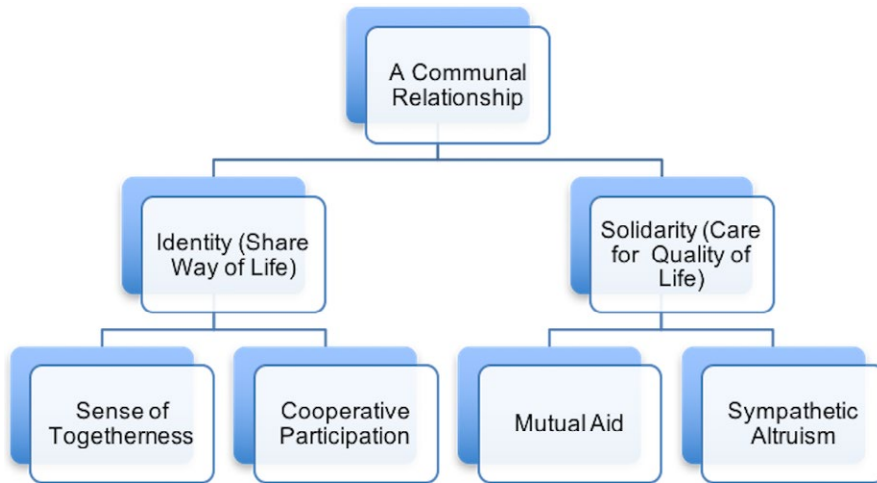 A Communal
Relationship
Identity (Share
Way of Life)
Solidarity (Care
for Quality of
Life)
Sense of
Togetherness
Cooperative
Participation
Mutual Aid
Sympathetic
Altruism